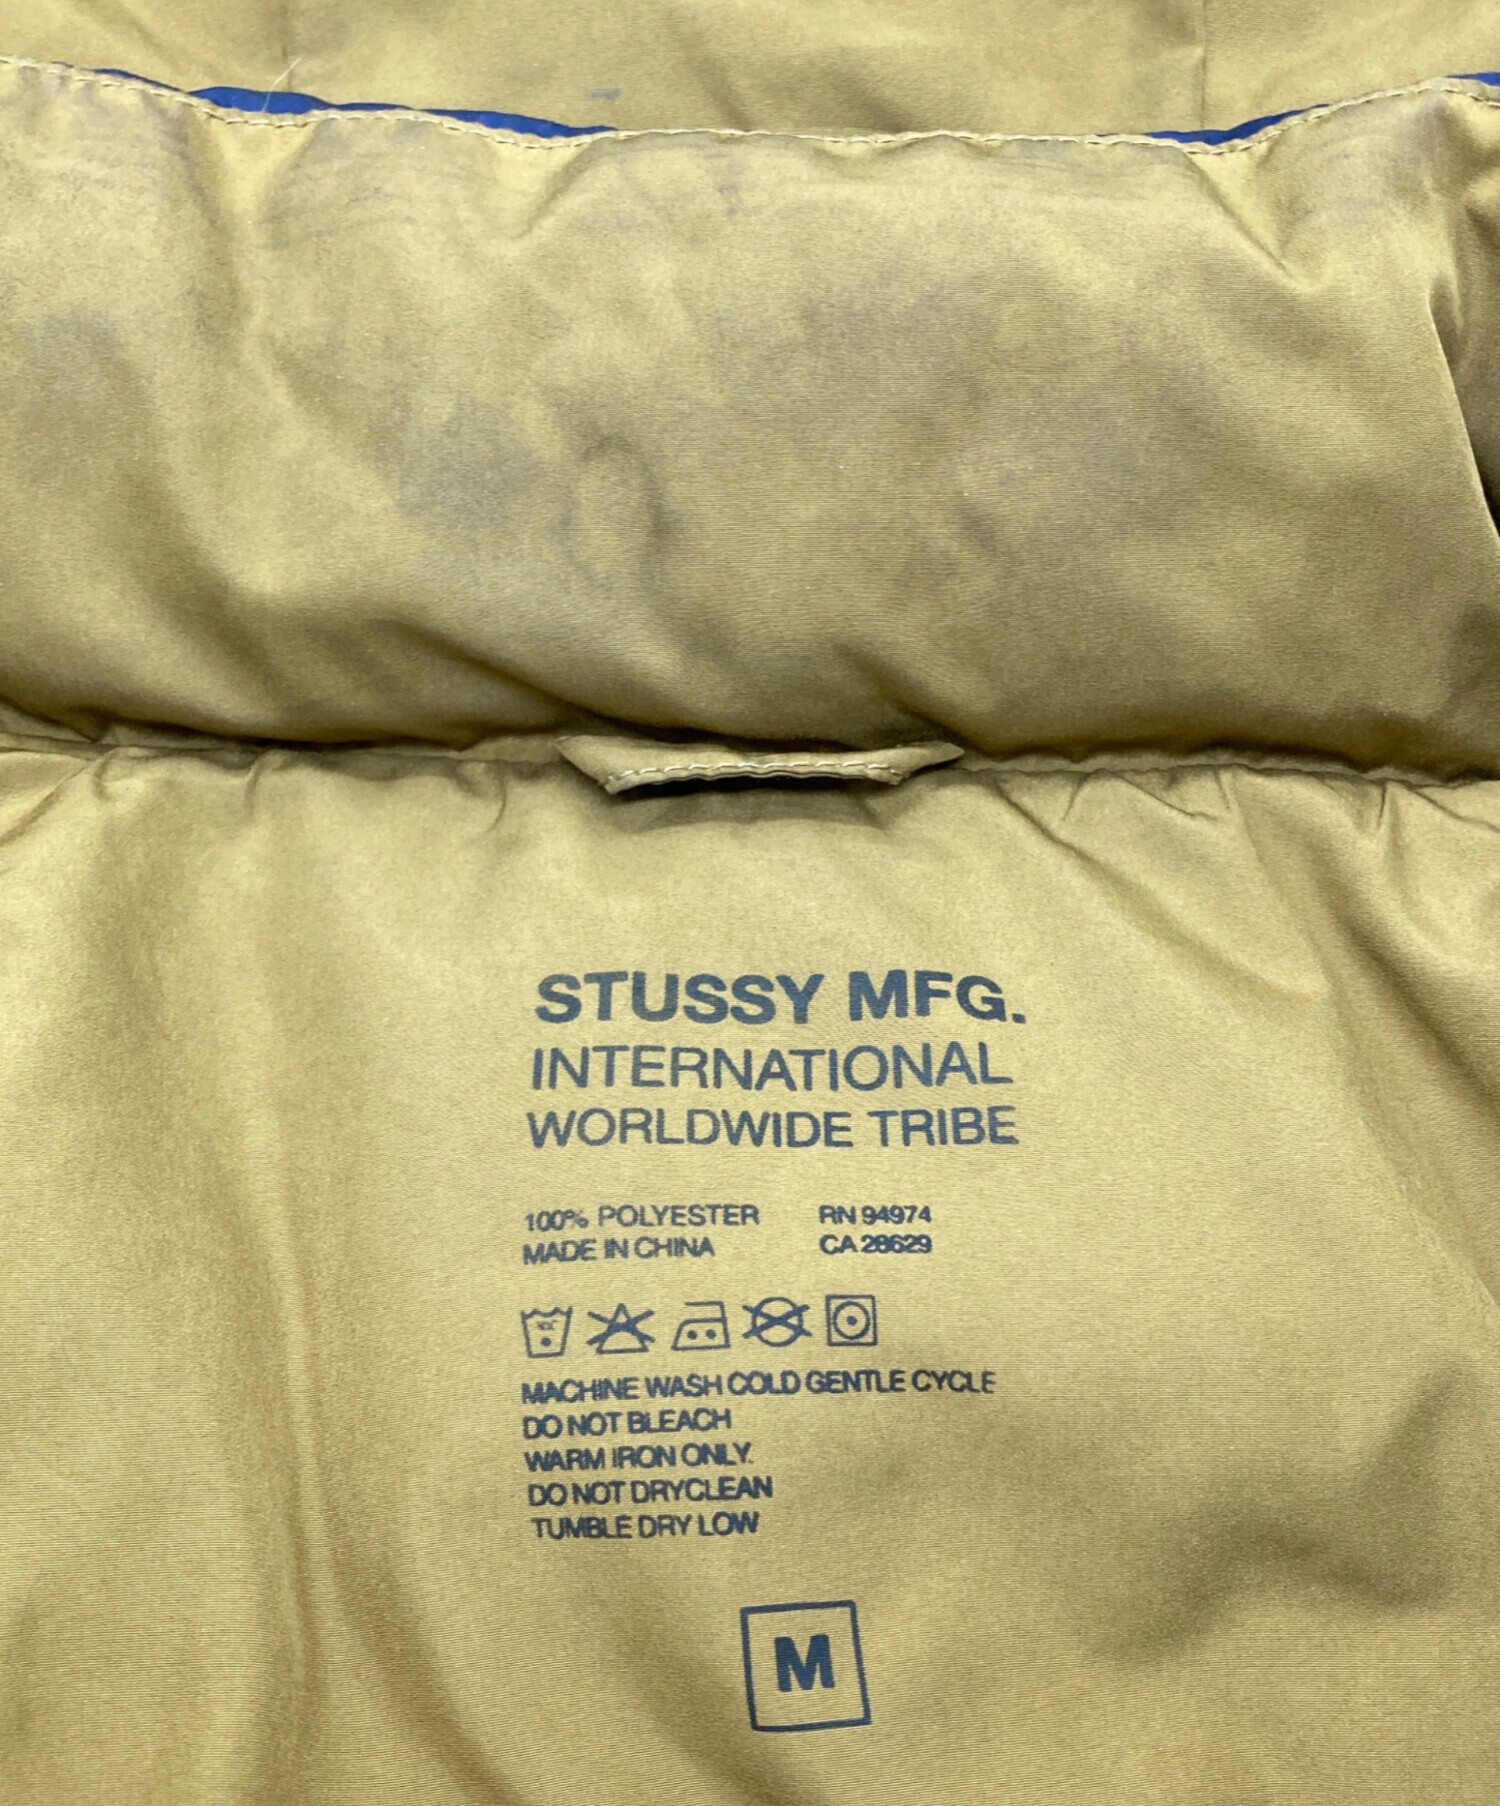 STUSSY MFG.
INTERNATIONAL
WORLDWIDE TRIBE
100% POLYESTER RN 94974
MADE IN CHINA CA 28629
MACHINE WASH COLD GENTLE CYCLE
DO NOT BLEACH
WARM IRON ONLY.
DO NOT DRYCLEAN
TUMBLE DRY LOW
M